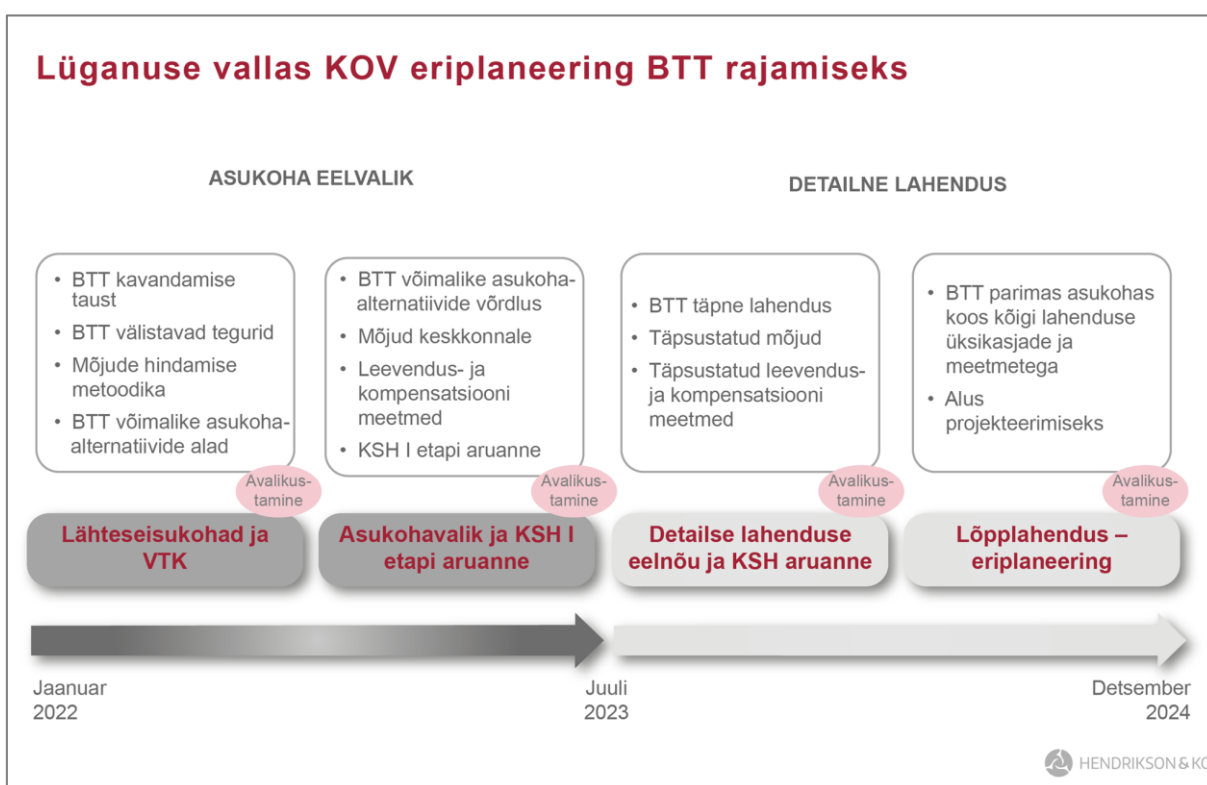 Lüganuse vallas KOV eriplaneering BTT rajamiseks
ASUKOHA EELVALIK
DETAILNE LAHENDUS
• BTT kavandamise
taust
• BTT välistavad tegurid
• Mõjude hindamise
metoodika
• BTT võimalike asukoha-
alternatiivide alad
Avalikus-
tamine
• BTT võimalike asukoha-
alternatiivide võrdlus
• Mõjud keskkonnale
• Leevendus- ja
kompensatsiooni
meetmed
• KSH I etapi aruanne
Avalikus-
tamine
• BTT täpne lahendus
• Täpsustatud mõjud
• Täpsustatud leevendus-
ja kompensatsiooni
meetmed
Avalikus-
tamine
• BTT parimas asukohas
koos kõigi lahenduse
üksikasjade ja
meetmetega
• Alus
projekteerimiseks
Avalikus-
tamine
Lähteseisukohad ja
VTK
Asukohavalik ja KSH I
etapi aruanne
Detailse lahenduse
eelnõu ja KSH aruanne
Lõpplahendus –
eriplaneering
Jaanuar
2022
Juuli
2023
Detsember
2024
HENDRIKSON & KO